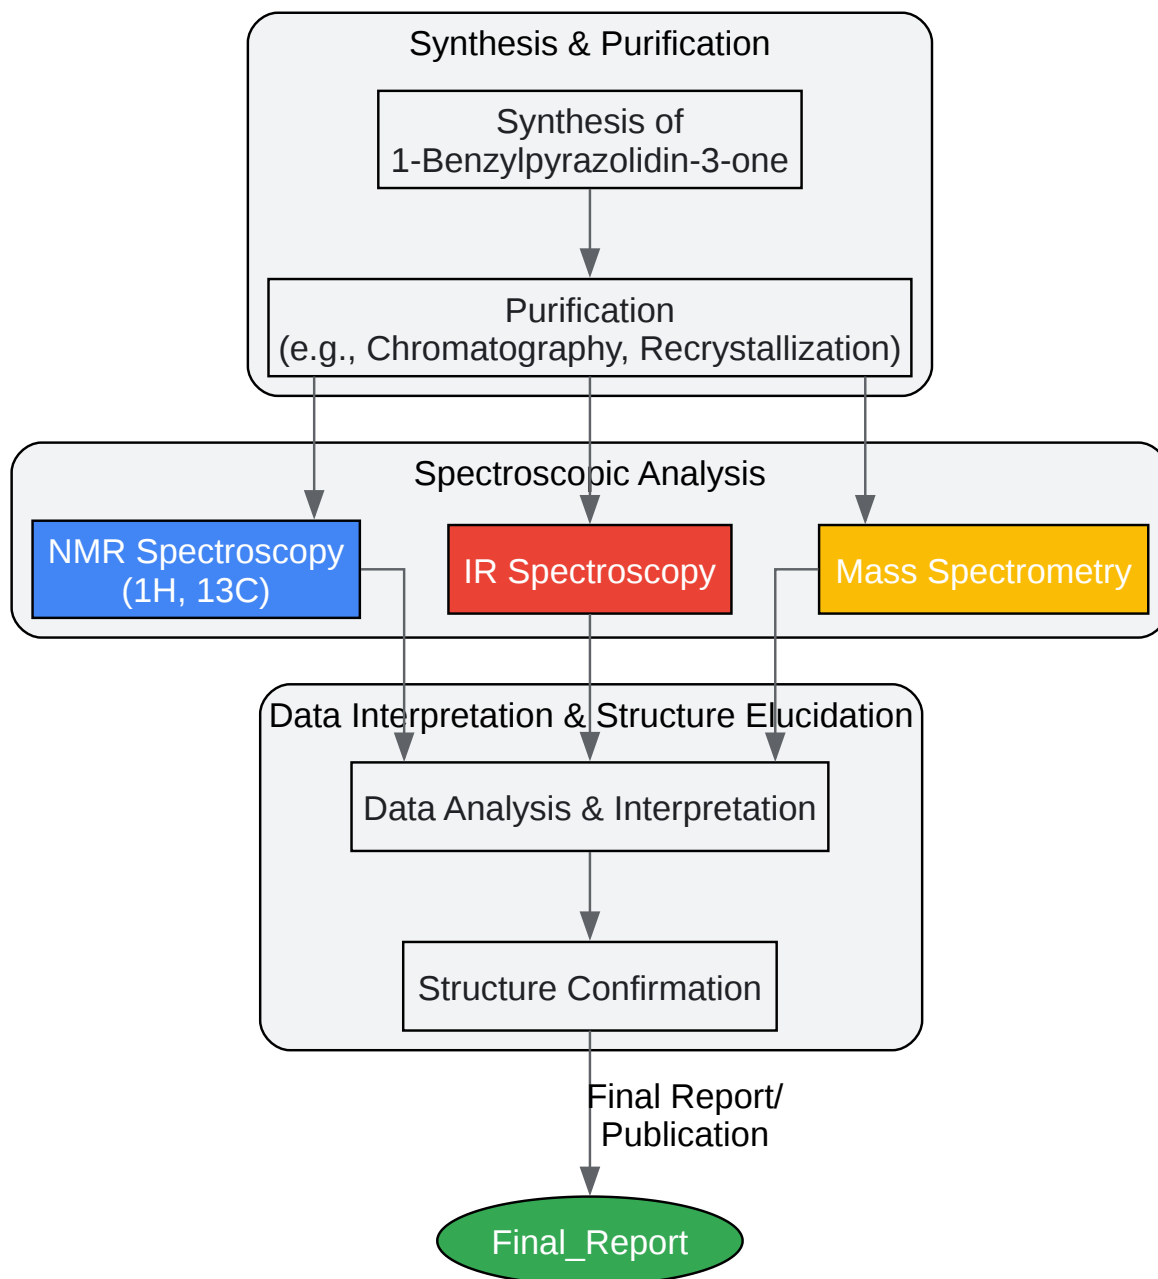 Synthesis & Purification
Synthesis of
1-Benzylpyrazolidin-3-one
Purification
(e.g., Chromatography, Recrystallization)
Spectroscopic Analysis
NMR Spectroscopy
(1H, 13C)
IR Spectroscopy
Mass Spectrometry
Data Interpretation & Structure Elucidation
Data Analysis & Interpretation
Structure Confirmation
Final Report/
Publication
Final_Report